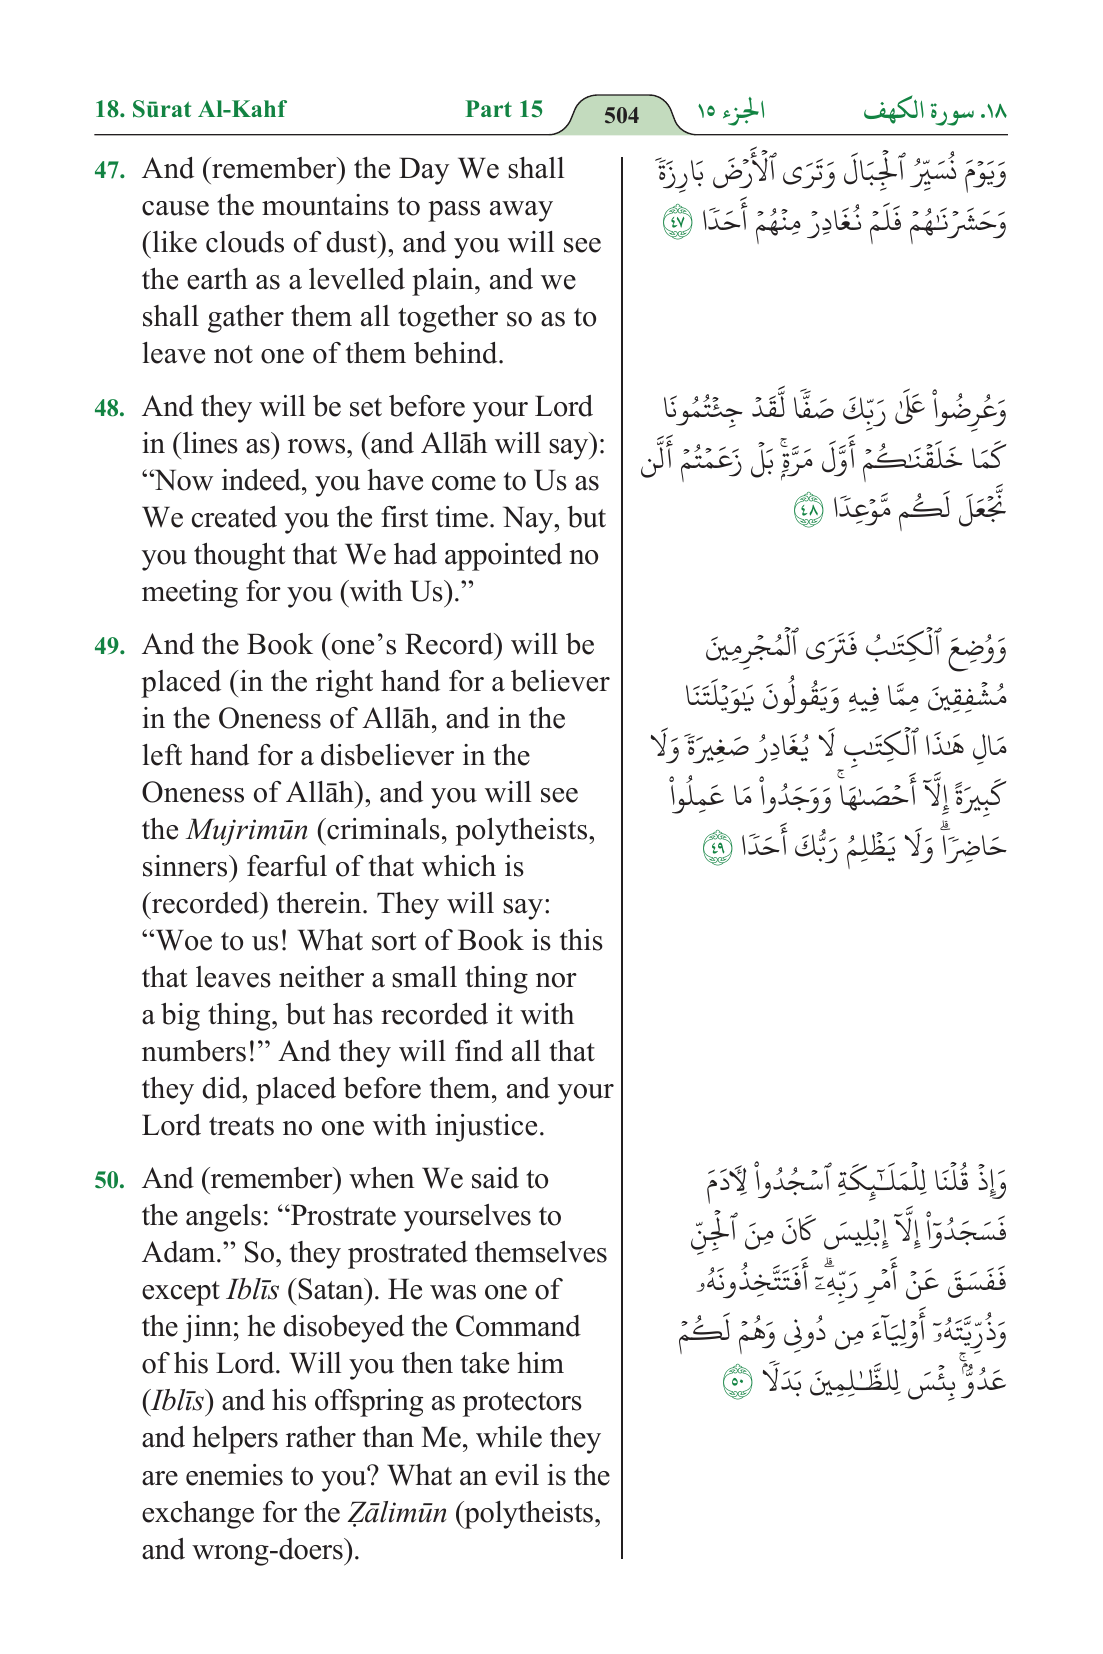 18. Sūrat Al-Kahf
Part 15
504
الجزء ١٥
١٨. سورة الكهف
47. And (remember) the Day We shall
cause the mountains to pass away
(like clouds of dust), and you will see
the earth as a levelled plain, and we
shall gather them all together so as to
leave not one of them behind.
وَيَوْمَ نُسَيِّرُ ٱلْجِبَالَ وَتَرَى ٱلْأَرْضَ بَارِزَةً
وَحَشَرْنَـٰهُمْ فَلَمْ نُغَادِرْ مِنْهُمْ أَحَدًا ٤٧
48. And they will be set before your Lord
in (lines as) rows, (and Allāh will say):
“Now indeed, you have come to Us as
We created you the first time. Nay, but
you thought that We had appointed no
meeting for you (with Us).”
وَعُرِضُوا۟ عَلَىٰ رَبِّكَ صَفًّا لَّقَدْ جِئْتُمُونَا
كَمَا خَلَقْنَـٰكُمْ أَوَّلَ مَرَّةٍۭ ۚ بَلْ زَعَمْتُمْ أَلَّن
نَّجْعَلَ لَكُم مَّوْعِدًا ٤٨
49. And the Book (one’s Record) will be
placed (in the right hand for a believer
in the Oneness of Allāh, and in the
left hand for a disbeliever in the
Oneness of Allāh), and you will see
the Mujrimūn (criminals, polytheists,
sinners) fearful of that which is
(recorded) therein. They will say:
“Woe to us! What sort of Book is this
that leaves neither a small thing nor
a big thing, but has recorded it with
numbers!” And they will find all that
they did, placed before them, and your
Lord treats no one with injustice.
وَوُضِعَ ٱلْكِتَـٰبُ فَتَرَى ٱلْمُجْرِمِينَ
مُشْفِقِينَ مِمَّا فِيهِ وَيَقُولُونَ يَـٰوَيْلَتَنَا
مَالِ هَـٰذَا ٱلْكِتَـٰبِ لَا يُغَادِرُ صَغِيرَةً وَلَا
كَبِيرَةً إِلَّآ أَحْصَىٰهَا ۚ وَوَجَدُوا۟ مَا عَمِلُوا۟
حَاضِرًا ۗ وَلَا يَظْلِمُ رَبُّكَ أَحَدًا ٤٩
50. And (remember) when We said to
the angels: “Prostrate yourselves to
Adam.” So, they prostrated themselves
except Iblīs (Satan). He was one of
the jinn; he disobeyed the Command
of his Lord. Will you then take him
(Iblīs) and his offspring as protectors
and helpers rather than Me, while they
are enemies to you? What an evil is the
exchange for the Ẓālimūn (polytheists,
and wrong-doers).
وَإِذْ قُلْنَا لِلْمَلَـٰٓئِكَةِ ٱسْجُدُوا۟ لِـَٔادَمَ
فَسَجَدُوٓا۟ إِلَّآ إِبْلِيسَ كَانَ مِنَ ٱلْجِنِّ
فَفَسَقَ عَنْ أَمْرِ رَبِّهِۦٓ ۗ أَفَتَتَّخِذُونَهُۥ
وَذُرِّيَّتَهُۥٓ أَوْلِيَآءَ مِن دُونِى وَهُمْ لَكُمْ
عَدُوٌّۢ ۚ بِئْسَ لِلظَّـٰلِمِينَ بَدَلًا ٥٠